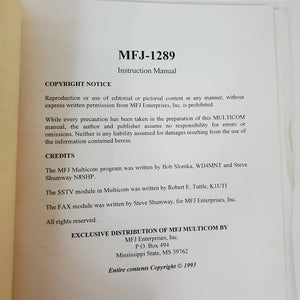 MFJ-1289
Instruction Manual
COPYRIGHT NOTICE
Reproduction or use of editorial or pictorial content in any manner, without
express written permission from MFJ Enterprises, Inc. is prohibited.
While every precaution has been taken in the preparation of this MULTICOM
manual, the author and publisher assume no responsibility for errors or
omissions. Neither is any liability assumed for damages resulting from the use of
the information contained herein.
CREDITS
The MFJ Multicom program was written by Bob Slomka, WD4MNT and Steve
Shumway N8SHP.
The SSTV module in Multicom was written by Robert E. Tuttle, K1UTI
The FAX module was written by Steve Shumway, for MFJ Enterprises, Inc.
All rights reserved.
EXCLUSIVE DISTRIBUTION OF MFJ MULTICOM BY
MFJ Enterprises, Inc.
P.O. Box 494
Mississippi State, MS 39762
Entire contents Copyright © 1993